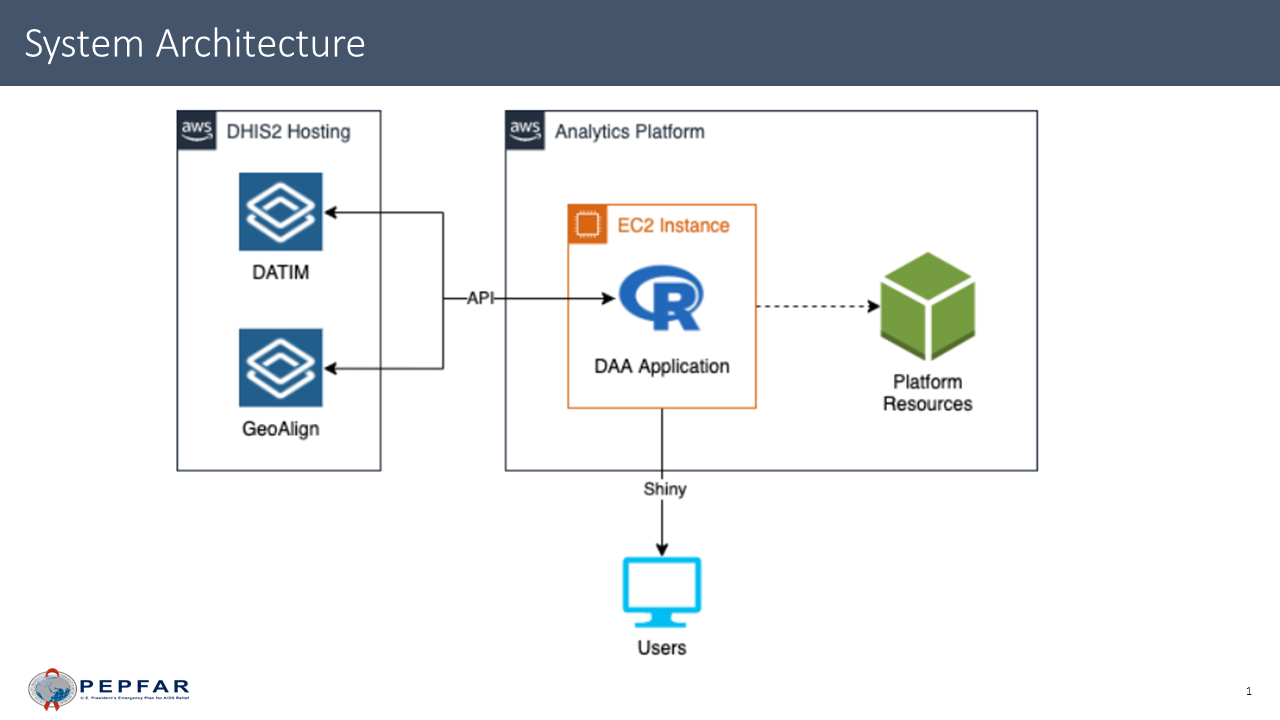 System Architecture
aws
DHIS2 Hosting
aws
Analytics Platform
DATIM
GeoAlign
API
EC2 Instance
R
DAA Application
Platform
Resources
Shiny
Users
PEPFAR
U.S. President's Emergency Plan for AIDS Relief
1